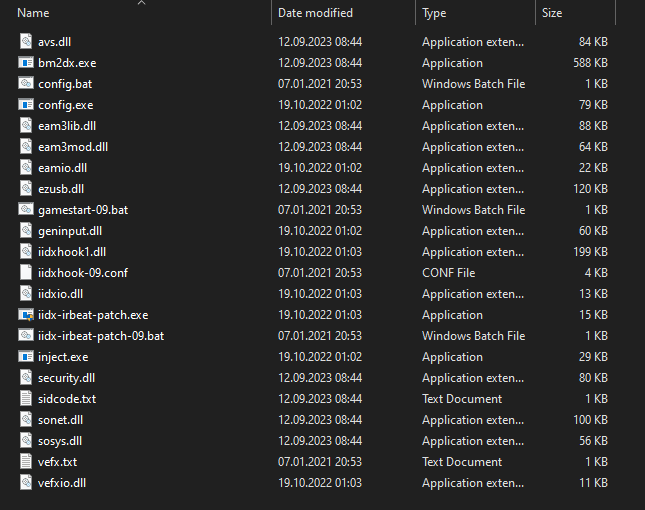 Name Date modified Type Size
avs.dll 12.09.2023 08:44 Application exten... 84 KB
bm2dx.exe 12.09.2023 08:44 Application 588 KB
config.bat 07.01.2021 20:53 Windows Batch File 1 KB
config.exe 19.10.2022 01:02 Application 79 KB
eam3lib.dll 12.09.2023 08:44 Application exten... 88 KB
eam3mod.dll 12.09.2023 08:44 Application exten... 64 KB
eamio.dll 19.10.2022 01:02 Application exten... 22 KB
ezusb.dll 12.09.2023 08:44 Application exten... 120 KB
gamestart-09.bat 07.01.2021 20:53 Windows Batch File 1 KB
geninput.dll 19.10.2022 01:02 Application exten... 60 KB
iidxhook1.dll 19.10.2022 01:03 Application exten... 199 KB
iidxhook-09.conf 07.01.2021 20:53 CONF File 4 KB
iidxio.dll 19.10.2022 01:03 Application exten... 13 KB
iidx-irbeat-patch.exe 19.10.2022 01:03 Application 15 KB
iidx-irbeat-patch-09.bat 07.01.2021 20:53 Windows Batch File 1 KB
inject.exe 19.10.2022 01:02 Application 29 KB
security.dll 12.09.2023 08:44 Application exten... 80 KB
sidcode.txt 12.09.2023 08:44 Text Document 1 KB
sonet.dll 12.09.2023 08:44 Application exten... 100 KB
sosys.dll 12.09.2023 08:44 Application exten... 56 KB
vefx.txt 07.01.2021 20:53 Text Document 1 KB
vefxio.dll 19.10.2022 01:03 Application exten... 11 KB